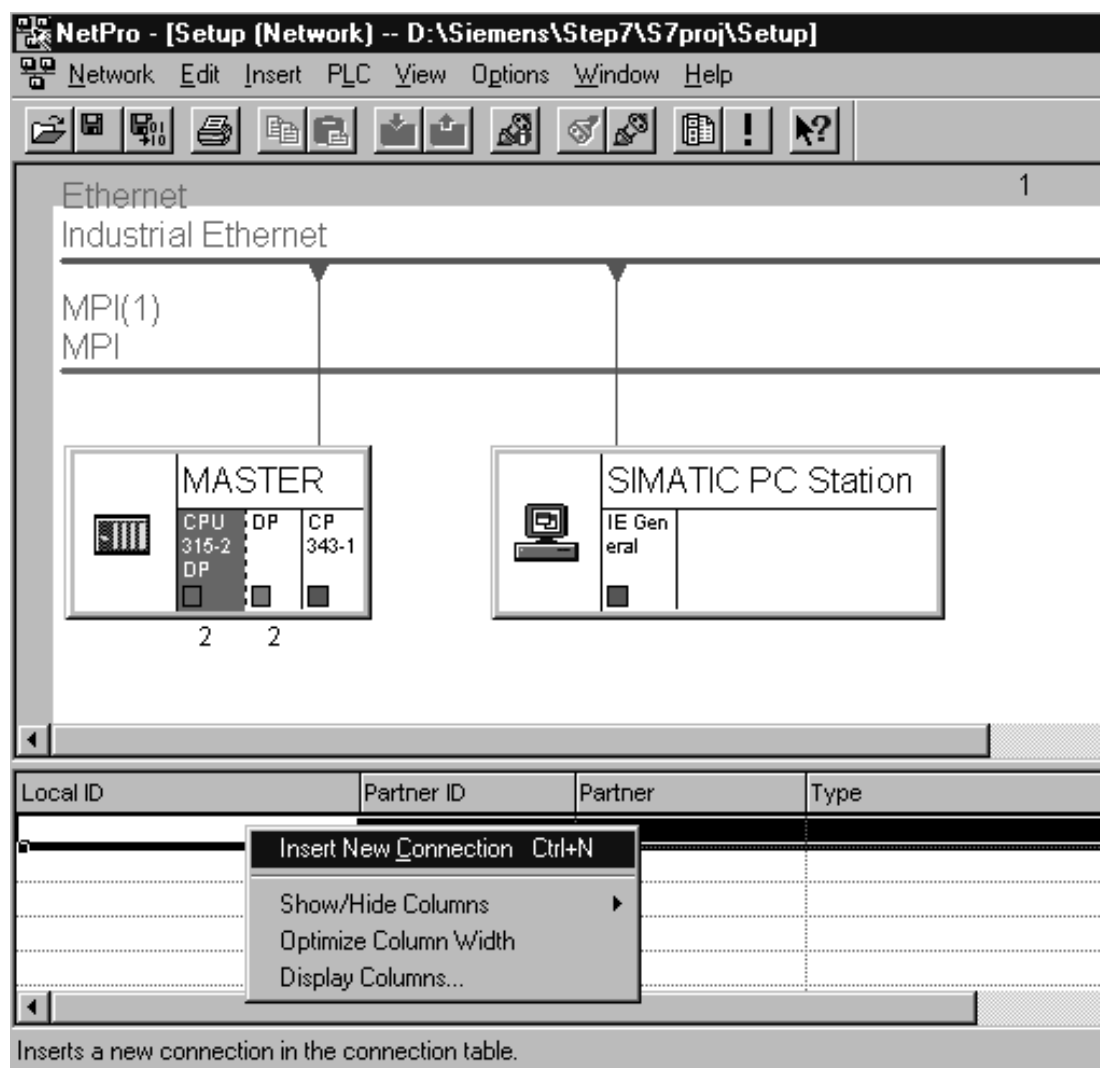 NetPro - [Setup (Network) -- D:\Siemens\Step7\S7proj\Setup]
Network Edit Insert PLC View Options Window Help
1
Ethernet
Industrial Ethernet
MPI(1)
MPI
MASTER
CPU
315-2
DP
DP
CP
343-1
2 2
SIMATIC PC Station
IE Gen
eral
Local ID Partner ID Partner Type
Insert New Connection Ctrl+N
Show/Hide Columns
Optimize Column Width
Display Columns...
Inserts a new connection in the connection table.